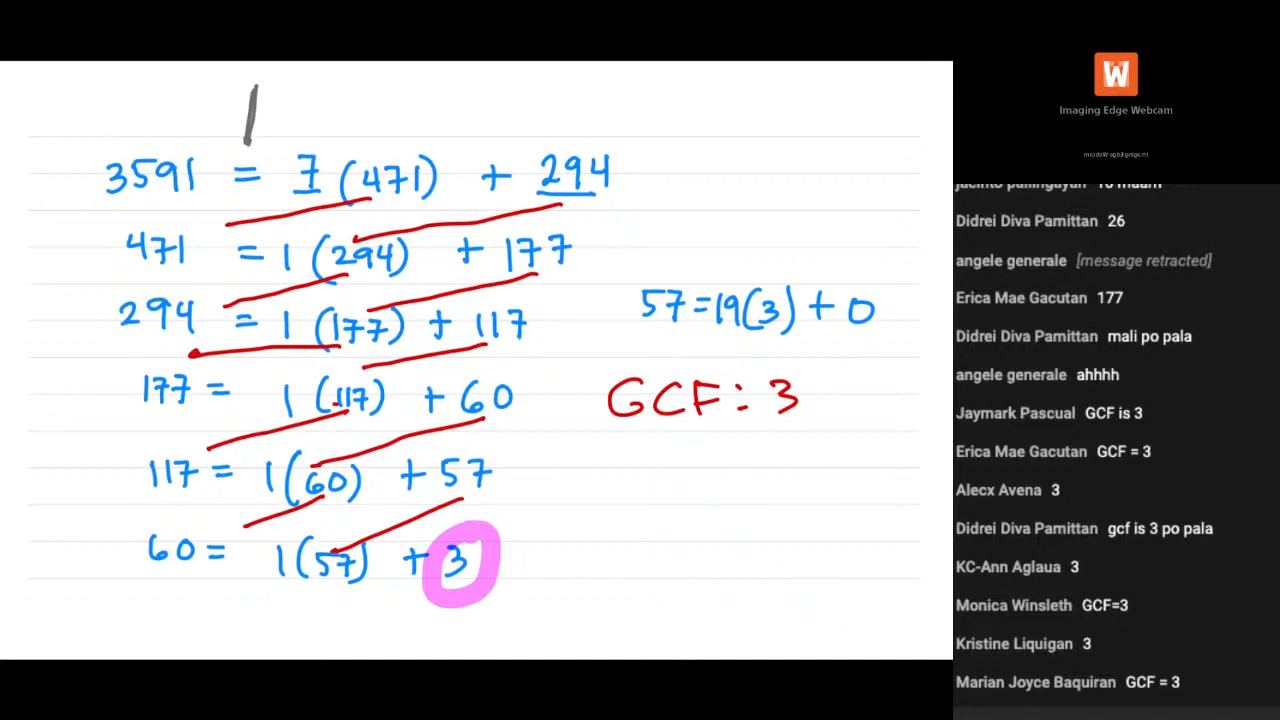 3591 = 7 (471) + 294
471 = 1 (294) + 177
294 = 1 (177) + 117
177 = 1 (117) + 60
117 = 1 (60) + 57
60 = 1 (57) + 3
57 = 19(3) + 0
GCF: 3
W
Imaging Edge Webcam
Didrei Diva Pamittan 26
angele generale [message retracted]
Erica Mae Gacutan 177
Didrei Diva Pamittan mali po pala
angele generale ahhhh
Jaymark Pascual GCF is 3
Erica Mae Gacutan GCF = 3
Alecx Avena 3
Didrei Diva Pamittan gcf is 3 po pala
KC-Ann Aglaua 3
Monica Winsleth GCF=3
Kristine Liquigan 3
Marian Joyce Baquiran GCF = 3